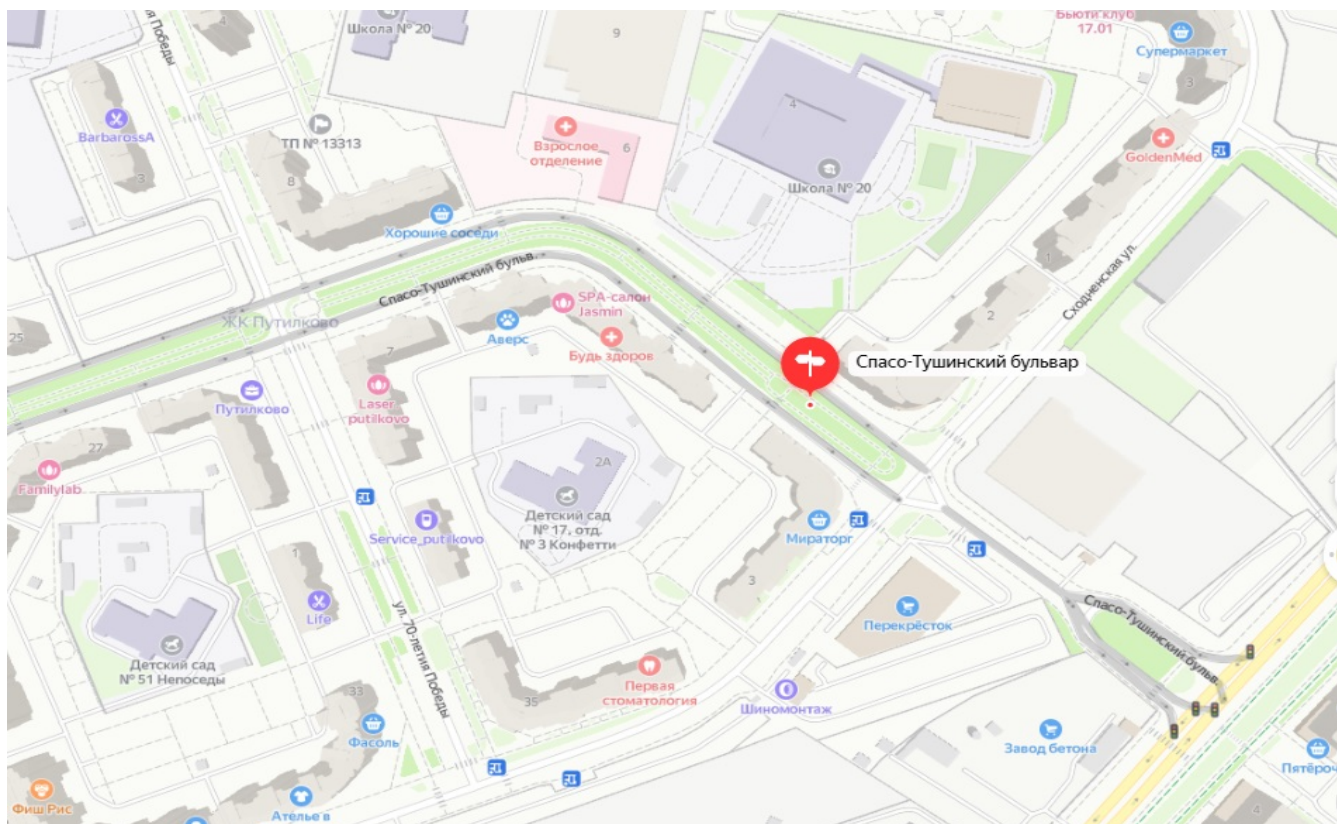 Школа № 20
9
Бьюти клуб
17.01
Супермаркет
3
4
BarbarossA
3
ТП № 13313
8
Взрослое
отделение
6
4
Школа № 20
GoldenMed
1
Хорошие соседи
Спасо-Тушинский бульв.
Сходненская ул.
2
ЖК Путилково
25
SPA-салон
Jasmin
Аверс
Будь здоров
7
Спасо-Тушинский бульвар
Laser
putilkovo
Путилково
27
Familylab
2А
Детский сад
№ 17, отд.
№ 3 Конфетти
Service_putilkovo
Мираторг
3
1
Life
ул. 70-летия Победы
Перекрёсток
Спасо-Тушинский бульв.
Детский сад
№ 51 Непоседы
33
35
Первая
стоматология
Шиномонтаж
Фасоль
Завод бетона
Пятёроч
Фиш Рис
Ателье в
4